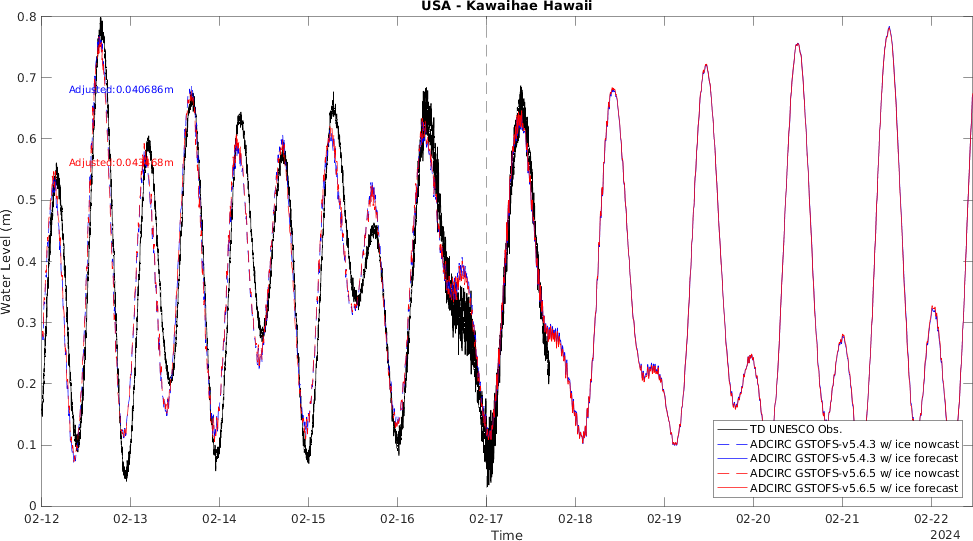 USA - Kawaihae Hawaii
0.8
0.7
0.6
0.5
0.4
0.3
0.2
0.1
0
Water Level (m)
Adjusted:0.040686m
Adjusted:0.043468m
TD UNESCO Obs.
ADCIRC GSTOFS-v5.4.3 w/ ice nowcast
ADCIRC GSTOFS-v5.4.3 w/ ice forecast
ADCIRC GSTOFS-v5.6.5 w/ ice nowcast
ADCIRC GSTOFS-v5.6.5 w/ ice forecast
02-12 02-13 02-14 02-15 02-16 02-17 02-18 02-19 02-20 02-21 02-22
Time
2024